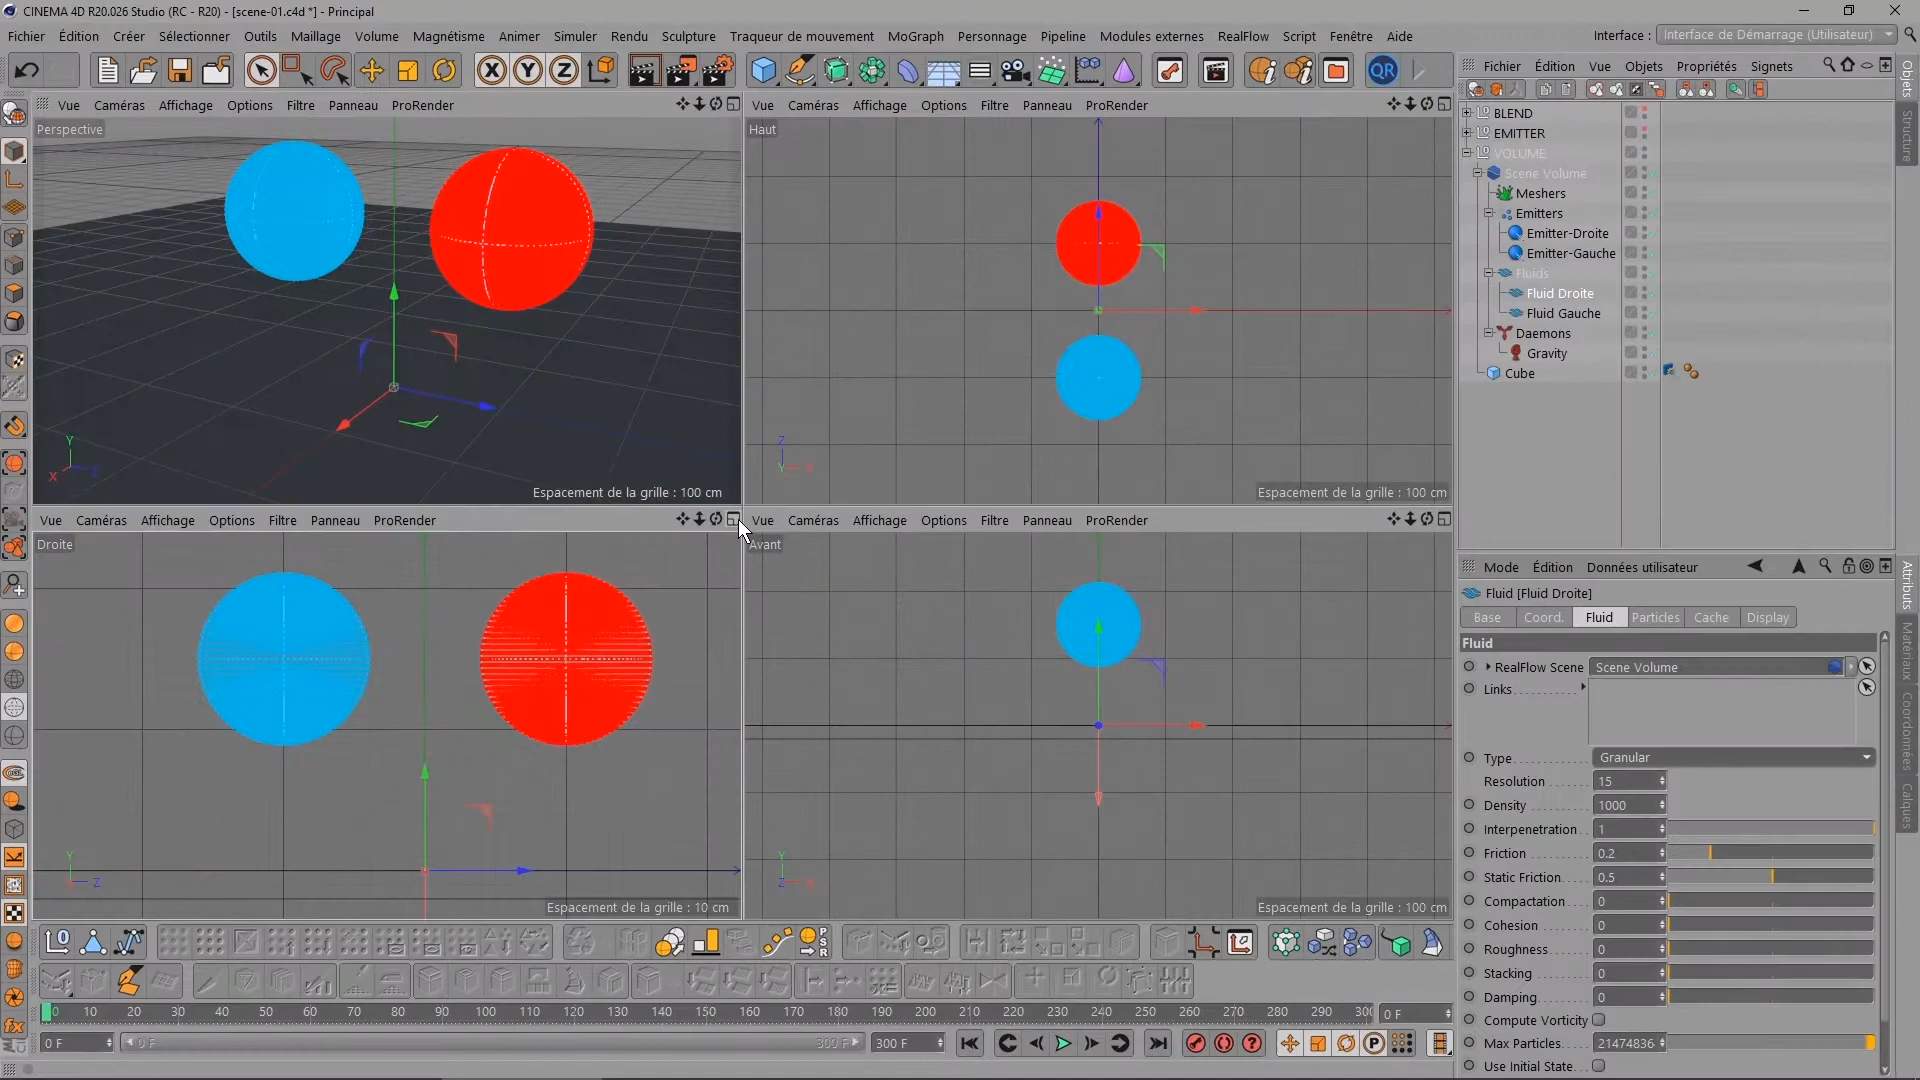 CINEMA 4D R20.026 Studio (RC - R20) - [scene-01.c4d *] - Principal
Fichier Édition Créer Sélectionner Outils Maillage Volume Magnétisme Animer Simuler Rendu Sculpture Traqueur de mouvement MoGraph Personnage Pipeline Modules externes RealFlow Script Fenêtre Aide
Interface : Interface de Démarrage (Utilisateur)
X Y Z QR
Fichier Édition Vue Objets Propriétés Signets
Vue Caméras Affichage Options Filtre Panneau ProRender
Perspective
Espacement de la grille : 100 cm
Vue Caméras Affichage Options Filtre Panneau ProRender
Haut
Espacement de la grille : 100 cm
Vue Caméras Affichage Options Filtre Panneau ProRender
Droite
Espacement de la grille : 10 cm
Vue Caméras Affichage Options Filtre Panneau ProRender
Avant
Espacement de la grille : 100 cm
BLEND
EMITTER
VOLUME
Scene Volume
Meshers
Emitters
Emitter-Droite
Emitter-Gauche
Fluids
Fluid Droite
Fluid Gauche
Daemons
Gravity
Cube
Objets
Structure
Mode Édition Données utilisateur
Fluid [Fluid Droite]
Base Coord. Fluid Particles Cache Display
Fluid
RealFlow Scene Scene Volume
Links
Type Granular
Resolution 15
Density 1000
Interpenetration 1
Friction 0.2
Static Friction 0.5
Compactation 0
Cohesion 0
Roughness 0
Stacking 0
Damping 0
Compute Vorticity
Max Particles 21474836
Use Initial State
Attributs
Matériaux
Coordonnées
Calques
0 10 20 30 40 50 60 70 80 90 100 110 120 130 140 150 160 170 180 190 200 210 220 230 240 250 260 270 280 290 300 0 F
0 F 0 F 300 F 300 F